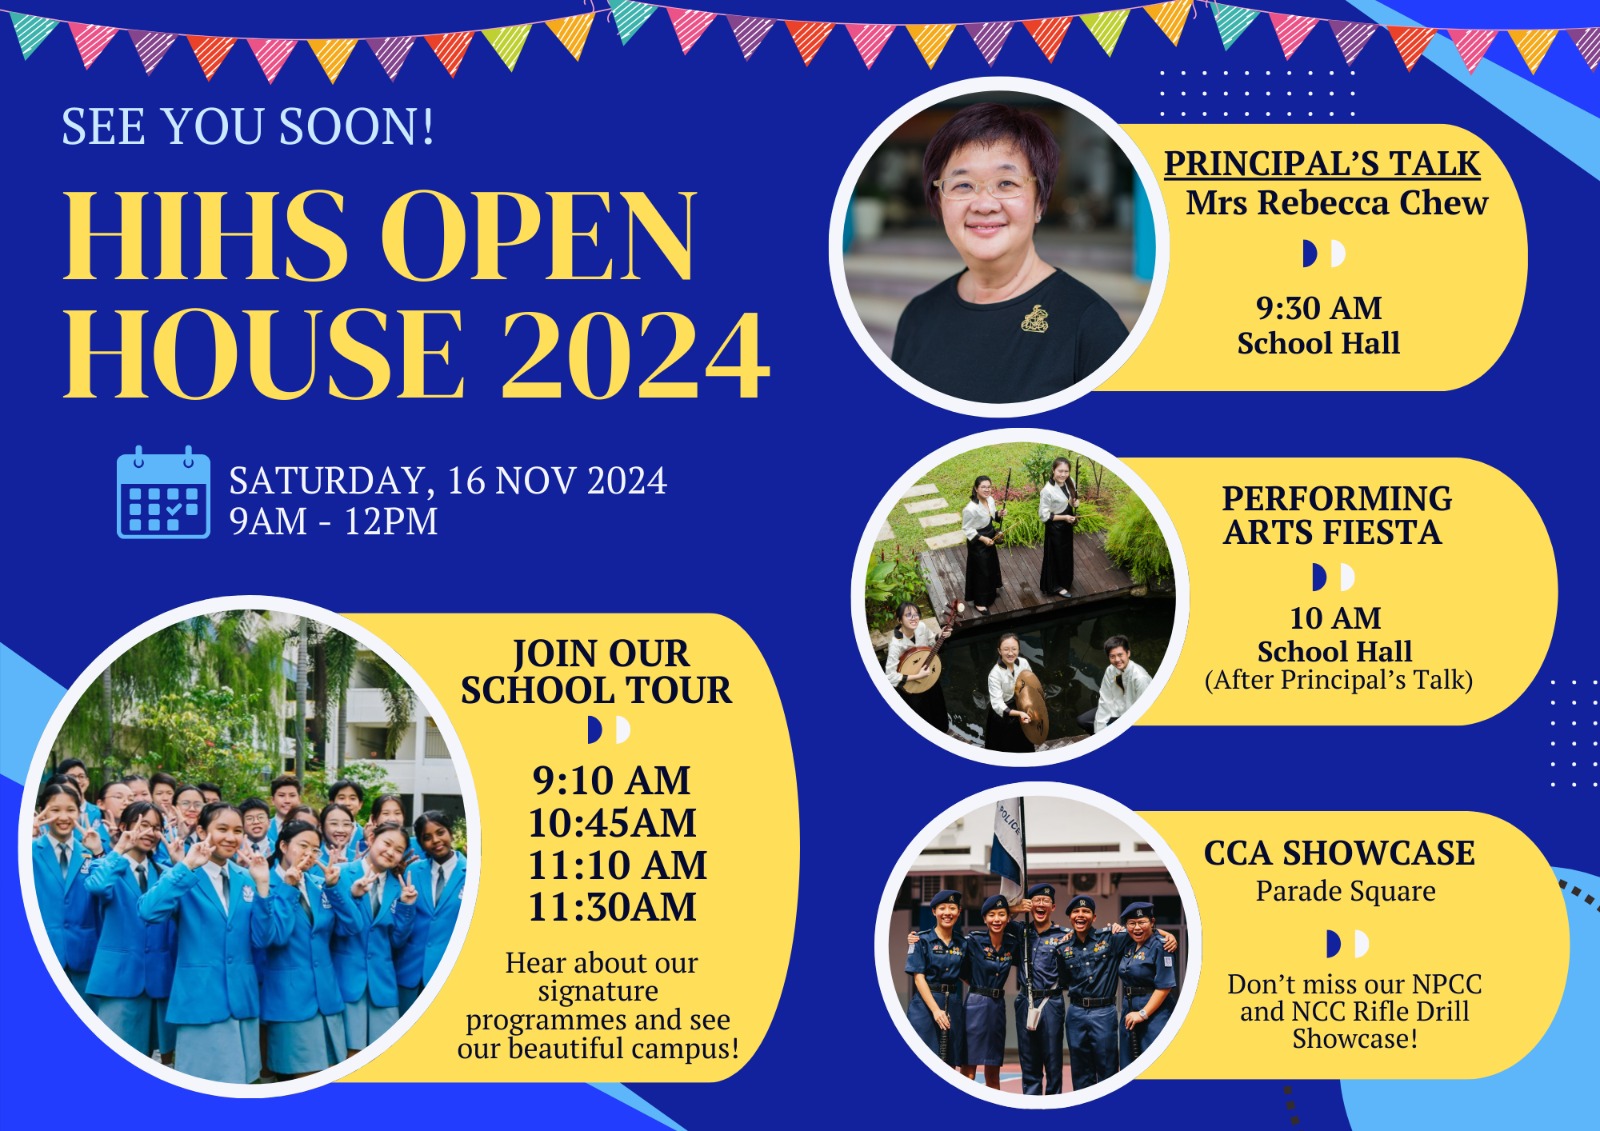 SEE YOU SOON!
HIHS OPEN
HOUSE 2024
SATURDAY, 16 NOV 2024
9AM - 12PM
JOIN OUR
SCHOOL TOUR
9:10 AM
10:45AM
11:10 AM
11:30AM
Hear about our
signature
programmes and see
our beautiful campus!
PRINCIPAL’S TALK
Mrs Rebecca Chew
9:30 AM
School Hall
PERFORMING
ARTS FIESTA
10 AM
School Hall
(After Principal’s Talk)
POLICE
CCA SHOWCASE
Parade Square
Don’t miss our NPCC
and NCC Rifle Drill
Showcase!